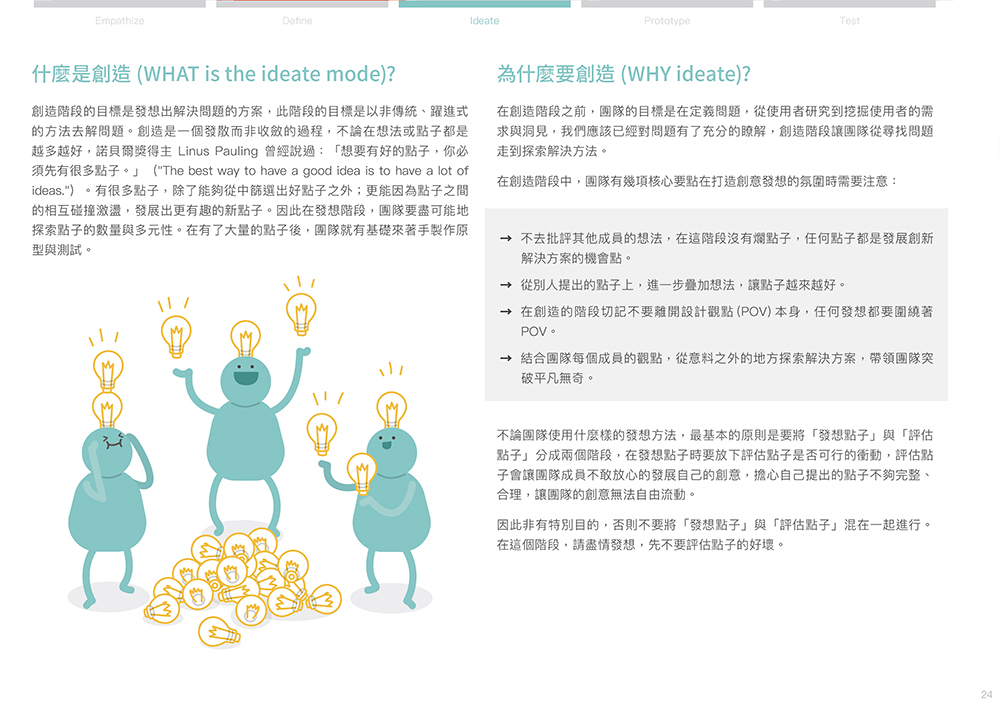 Empathize
Define
Ideate
Prototype
Test
什麼是創造 (WHAT is the ideate mode)?
創造階段的目標是發想出解決問題的方案，此階段的目標是以非傳統、躍進式
的方法去解問題。創造是一個發散而非收斂的過程，不論在想法或點子都是
越多越好，諾貝爾獎得主 Linus Pauling 曾經說過：「想要有好的點子，你必
須先有很多點子。」（"The best way to have a good idea is to have a lot of
ideas."）。有很多點子，除了能夠從中篩選出好點子之外；更能因為點子之間
的相互碰撞激盪，發展出更有趣的新點子。因此在發想階段，團隊要盡可能地
探索點子的數量與多元性。在有了大量的點子後，團隊就有基礎來著手製作原
型與測試。
為什麼要創造 (WHY ideate)?
在創造階段之前，團隊的目標是在定義問題，從使用者研究到挖掘使用者的需
求與洞見，我們應該已經對問題有了充分的瞭解，創造階段讓團隊從尋找問題
走到探索解決方法。
在創造階段中，團隊有幾項核心要點在打造創意發想的氛圍時需要注意：
→ 不去批評其他成員的想法，在這階段沒有爛點子，任何點子都是發展創新
解決方案的機會點。
→ 從別人提出的點子上，進一步疊加想法，讓點子越來越好。
→ 在創造的階段切記不要離開設計觀點 (POV) 本身，任何發想都要圍繞著
POV。
→ 結合團隊每個成員的觀點，從意料之外的地方探索解決方案，帶領團隊突
破平凡無奇。
不論團隊使用什麼樣的發想方法，最基本的原則是要將「發想點子」與「評估
點子」分成兩個階段，在發想點子時要放下評估點子是否可行的衝動，評估點
子會讓團隊成員不敢放心的發展自己的創意，擔心自己提出的點子不夠完整、
合理，讓團隊的創意無法自由流動。
因此非有特別目的，否則不要將「發想點子」與「評估點子」混在一起進行。
在這個階段，請盡情發想，先不要評估點子的好壞。
24